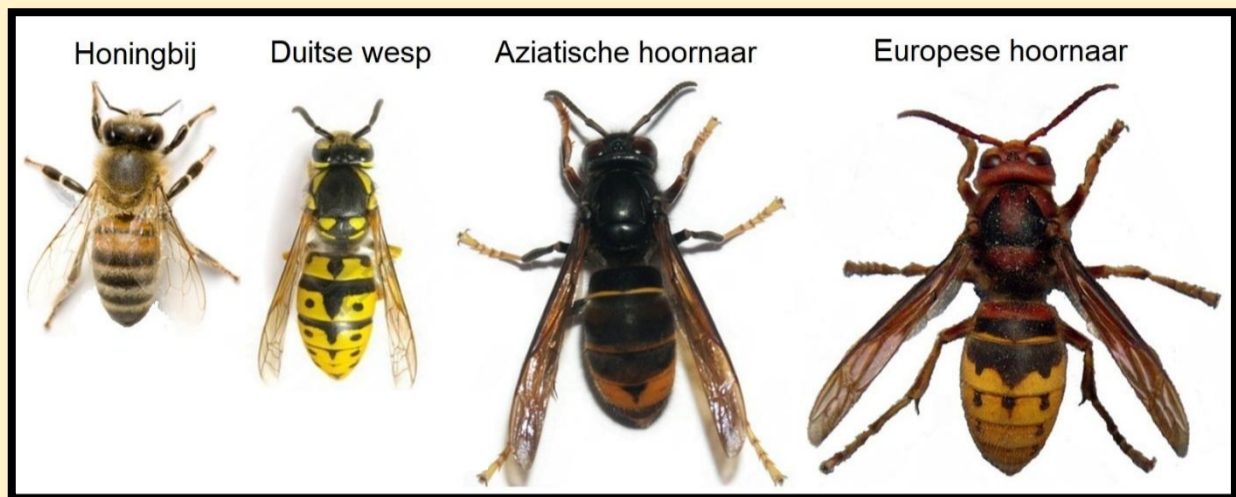 Honingbij
Duitse wesp
Aziatische hoornaar
Europese hoornaar